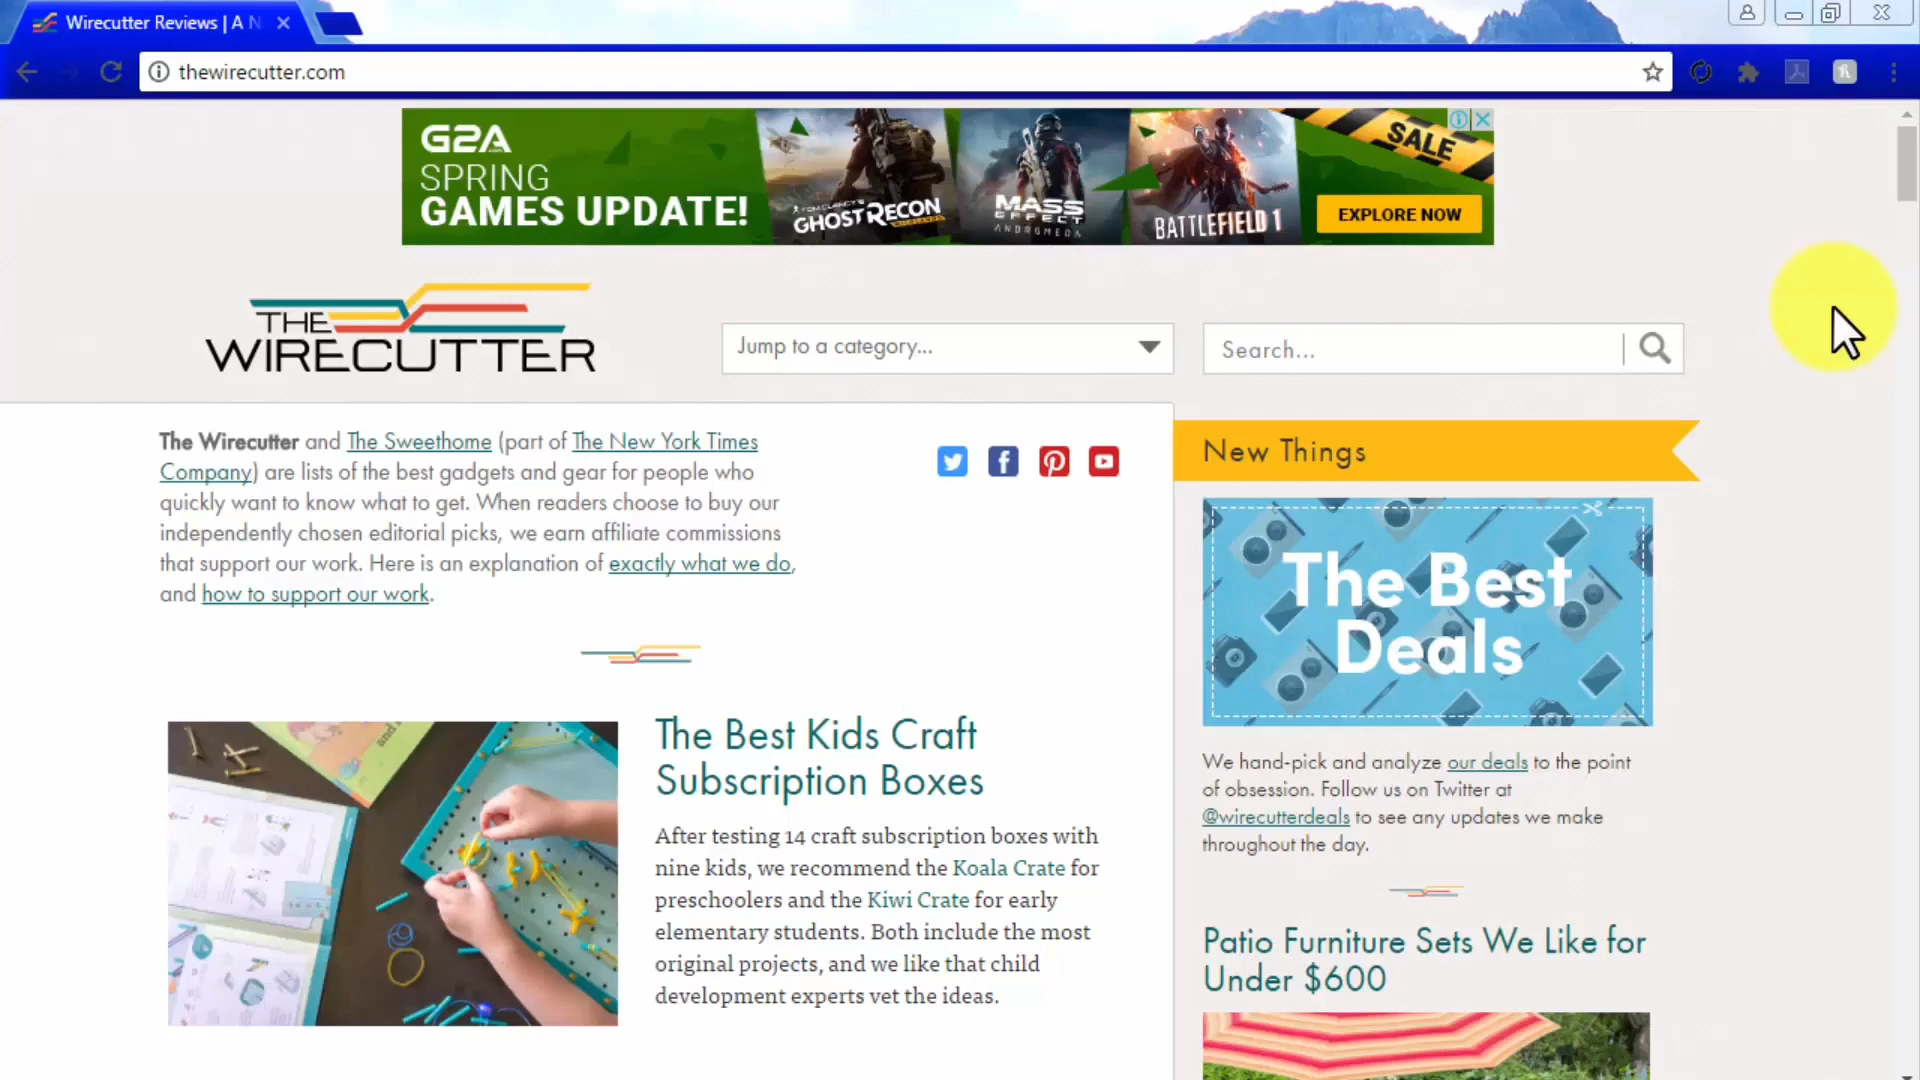 Wirecutter Reviews | A N
thewirecutter.com
G2A
SPRING
GAMES UPDATE!
TOM CLANCY'S
GHOST RECON
WILDLANDS
MASS
EFFECT
ANDROMEDA
BATTLEFIELD 1
SALE
EXPLORE NOW
THE
WIRECUTTER
Jump to a category...
Search...
The Wirecutter and The Sweethome (part of The New York Times
Company) are lists of the best gadgets and gear for people who
quickly want to know what to get. When readers choose to buy our
independently chosen editorial picks, we earn affiliate commissions
that support our work. Here is an explanation of exactly what we do,
and how to support our work.
The Best Kids Craft
Subscription Boxes
After testing 14 craft subscription boxes with
nine kids, we recommend the Koala Crate for
preschoolers and the Kiwi Crate for early
elementary students. Both include the most
original projects, and we like that child
development experts vet the ideas.
New Things
The Best
Deals
We hand-pick and analyze our deals to the point
of obsession. Follow us on Twitter at
@wirecutterdeals to see any updates we make
throughout the day.
Patio Furniture Sets We Like for
Under $600